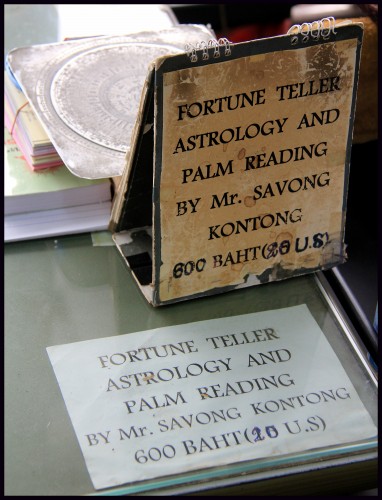 FORTUNE TELLER
ASTROLOGY AND
PALM READING
BY Mr. SAVONG
KONTONG
600 BAHT(20 U.S)
FORTUNE TELLER
ASTROLOGY AND
PALM READING
BY Mr. SAVONG KONTONG
600 BAHT(20 U.S)